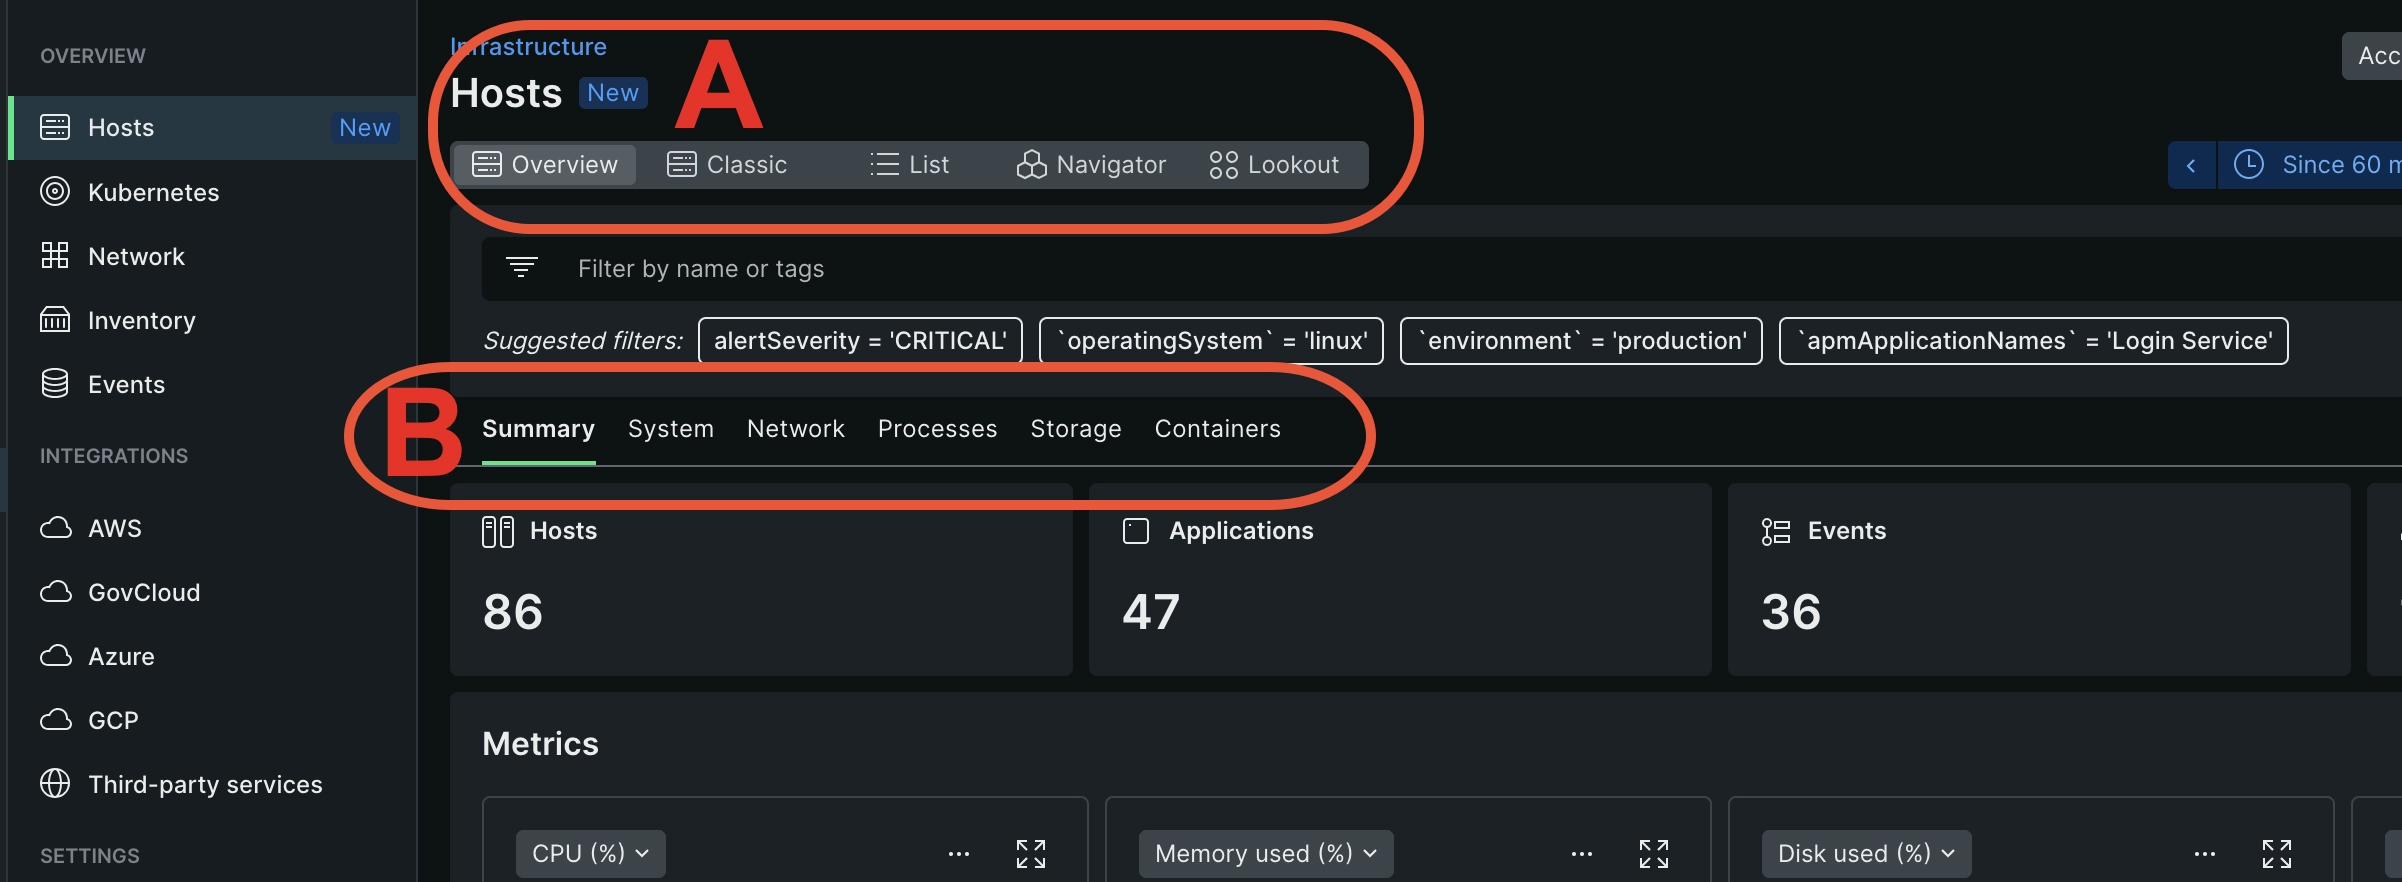 OVERVIEW
Hosts New
Kubernetes
Network
Inventory
Events
INTEGRATIONS
AWS
GovCloud
Azure
GCP
Third-party services
SETTINGS
Infrastructure
Hosts New
A
Acc
Overview Classic List Navigator Lookout
Since 60 m
Filter by name or tags
Suggested filters: alertSeverity = 'CRITICAL' `operatingSystem` = 'linux' `environment` = 'production' `apmApplicationNames` = 'Login Service'
B
Summary System Network Processes Storage Containers
Hosts
86
Applications
47
Events
36
Metrics
CPU (%)
Memory used (%)
Disk used (%)